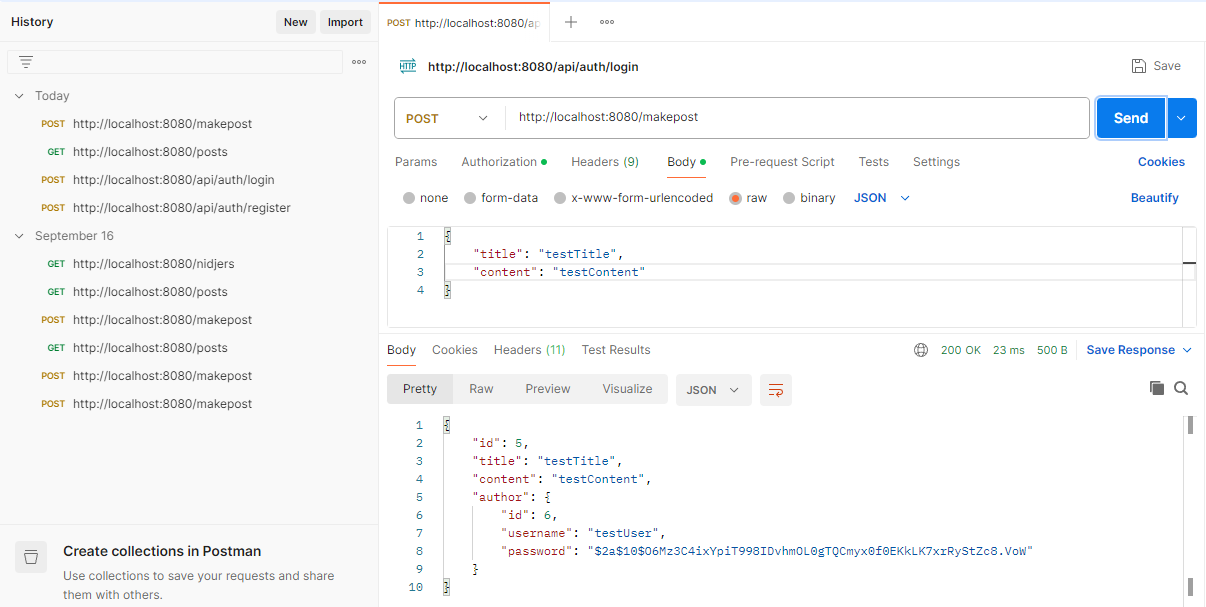 History
New
Import
Today
POST http://localhost:8080/makepost
GET http://localhost:8080/posts
POST http://localhost:8080/api/auth/login
POST http://localhost:8080/api/auth/register
September 16
GET http://localhost:8080/nidjers
GET http://localhost:8080/posts
POST http://localhost:8080/makepost
GET http://localhost:8080/posts
POST http://localhost:8080/makepost
POST http://localhost:8080/makepost
Create collections in Postman
Use collections to save your requests and share
them with others.
POST http://localhost:8080/ap
HTTP http://localhost:8080/api/auth/login
Save
POST http://localhost:8080/makepost
Send
Params Authorization Headers (9) Body Pre-request Script Tests Settings Cookies
none form-data x-www-form-urlencoded raw binary JSON Beautify
1 {
2 "title": "testTitle",
3 "content": "testContent"
4 }
Body Cookies Headers (11) Test Results 200 OK 23 ms 500 B Save Response
Pretty Raw Preview Visualize JSON
1 {
2 "id": 5,
3 "title": "testTitle",
4 "content": "testContent",
5 "author": {
6 "id": 6,
7 "username": "testUser",
8 "password": "$2a$10$O6Mz3C4ixYpiT998IDvhmOL0gTQCmyx0f0EKkLK7xrRyStZc8.VoW"
9 }
10 }